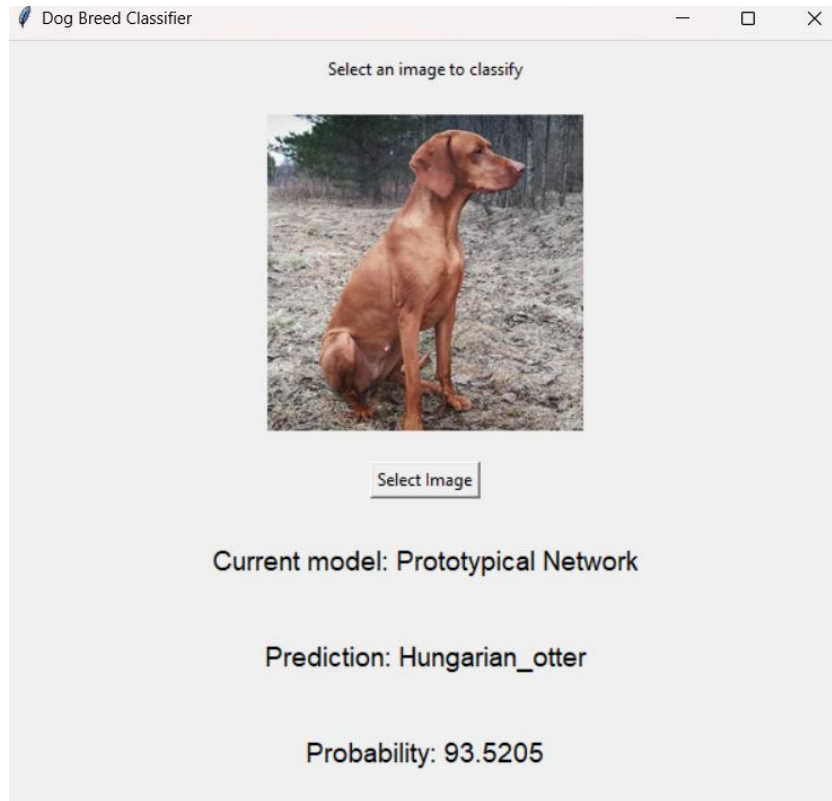 Dog Breed Classifier
Select an image to classify
Select Image
Current model: Prototypical Network
Prediction: Hungarian_otter
Probability: 93.5205